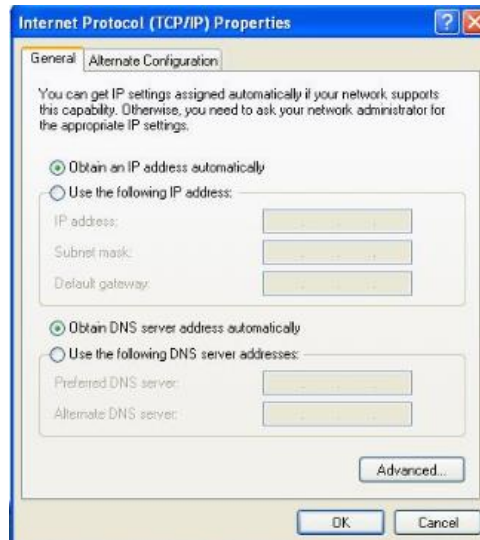 Internet Protocol (TCP/IP) Properties
General
Alternate Configuration
You can get IP settings assigned automatically if your network supports
this capability. Otherwise, you need to ask your network administrator for
the appropriate IP settings.
Obtain an IP address automatically
Use the following IP address:
IP address:
Subnet mask:
Default gateway:
Obtain DNS server address automatically
Use the following DNS server addresses:
Preferred DNS server:
Alternate DNS server:
Advanced...
OK
Cancel